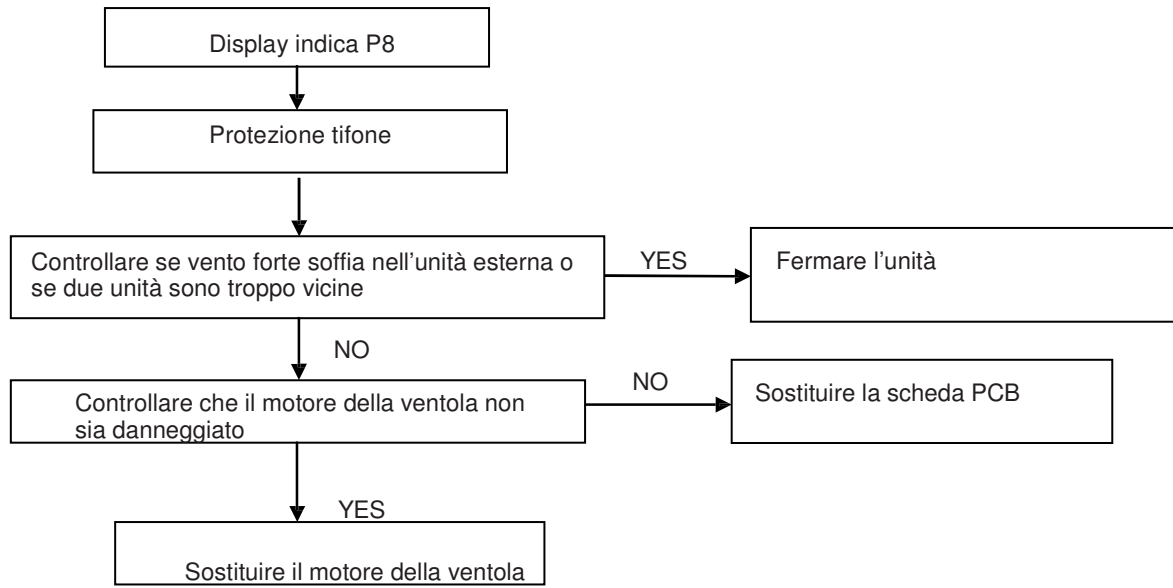 Display indica P8
Protezione tifone
Controllare se vento forte soffia nell'unità esterna o
se due unità sono troppo vicine
YES
Fermare l'unità
NO
Controllare che il motore della ventola non
sia danneggiato
NO
Sostituire la scheda PCB
YES
Sostituire il motore della ventola